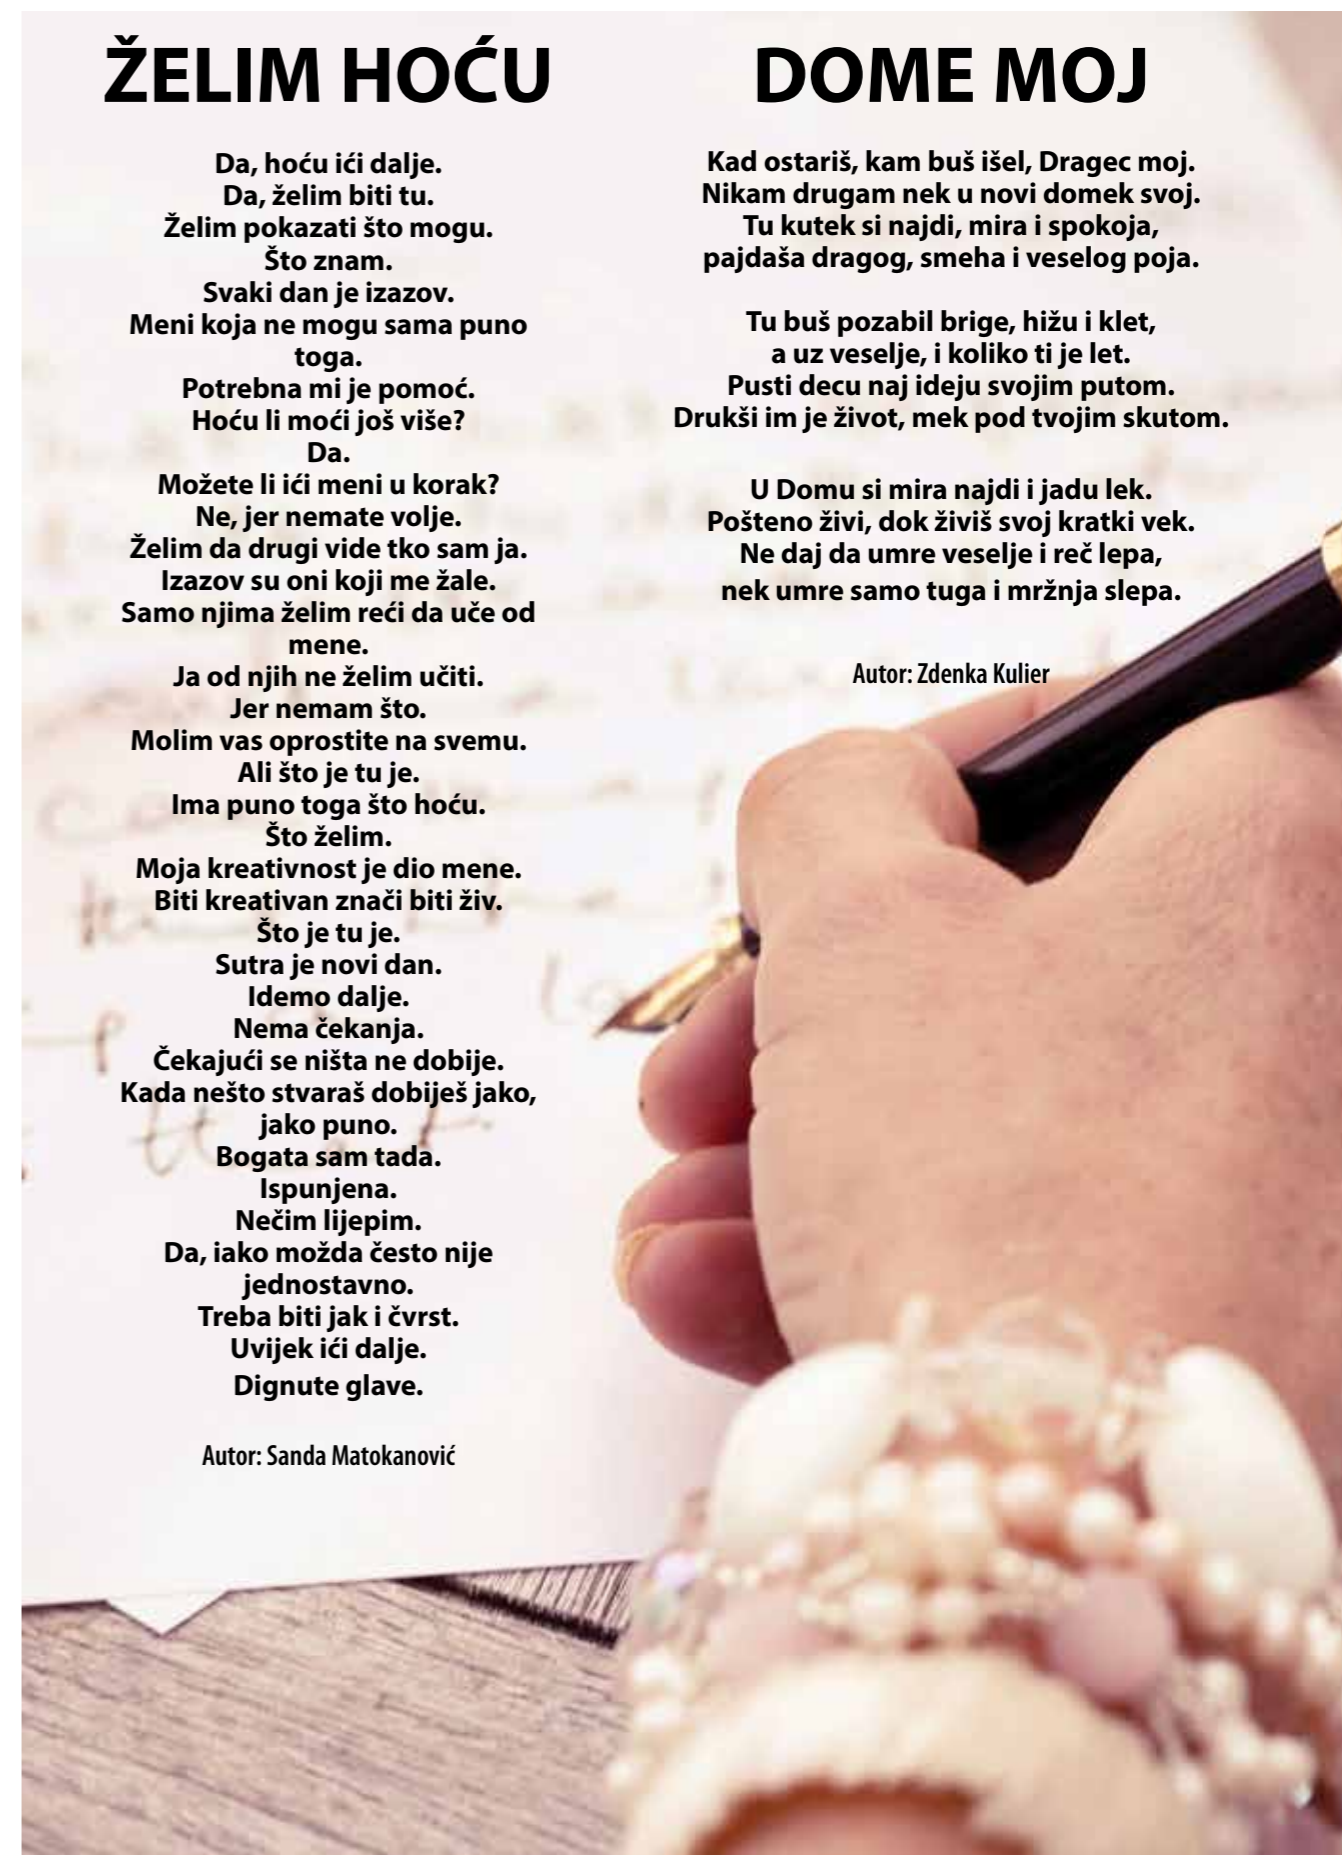 ŽELIM HOĆU
Da, hoću ići dalje.
Da, želim biti tu.
Želim pokazati što mogu.
Što znam.
Svaki dan je izazov.
Meni koja ne mogu sama puno
toga.
Potrebna mi je pomoć.
Hoću li moći još više?
Da.
Možete li ići meni u korak?
Ne, jer nemate volje.
Želim da drugi vide tko sam ja.
Izazov su oni koji me žale.
Samo njima želim reći da uče od
mene.
Ja od njih ne želim učiti.
Jer nemam što.
Molim vas oprostite na svemu.
Ali što je tu je.
Ima puno toga što hoću.
Što želim.
Moja kreativnost je dio mene.
Biti kreativan znači biti živ.
Što je tu je.
Sutra je novi dan.
Idemo dalje.
Nema čekanja.
Čekajući se ništa ne dobije.
Kada nešto stvaraš dobiješ jako,
jako puno.
Bogata sam tada.
Ispunjena.
Nečim lijepim.
Da, iako možda često nije
jednostavno.
Treba biti jak i čvrst.
Uvijek ići dalje.
Dignute glave.
Autor: Sanda Matokanović
DOME MOJ
Kad ostariš, kam buš išel, Dragec moj.
Nikam drugam nek u novi domek svoj.
Tu kutek si najdi, mira i spokoja,
pajdaša dragog, smeha i veselog poja.
Tu buš pozabil brige, hižu i klet,
a uz veselje, i koliko ti je let.
Pusti decu naj ideju svojim putom.
Drukši im je život, mek pod tvojim skutom.
U Domu si mira najdi i jadu lek.
Pošteno živi, dok živiš svoj kratki vek.
Ne daj da umre veselje i reč lepa,
nek umre samo tuga i mržnja slepa.
Autor: Zdenka Kulier